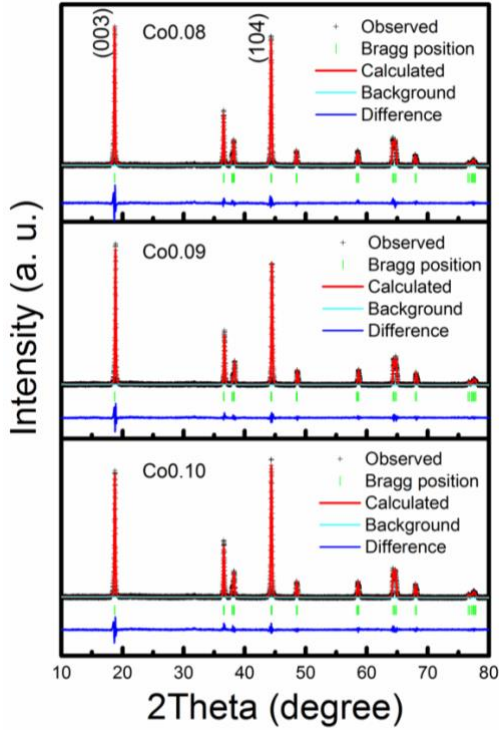 Intensity (a. u.)
(003)
Co0.08
(104)
Observed
Bragg position
Calculated
Background
Difference
Co0.09
Observed
Bragg position
Calculated
Background
Difference
Co0.10
Observed
Bragg position
Calculated
Background
Difference
10 20 30 40 50 60 70 80
2Theta (degree)